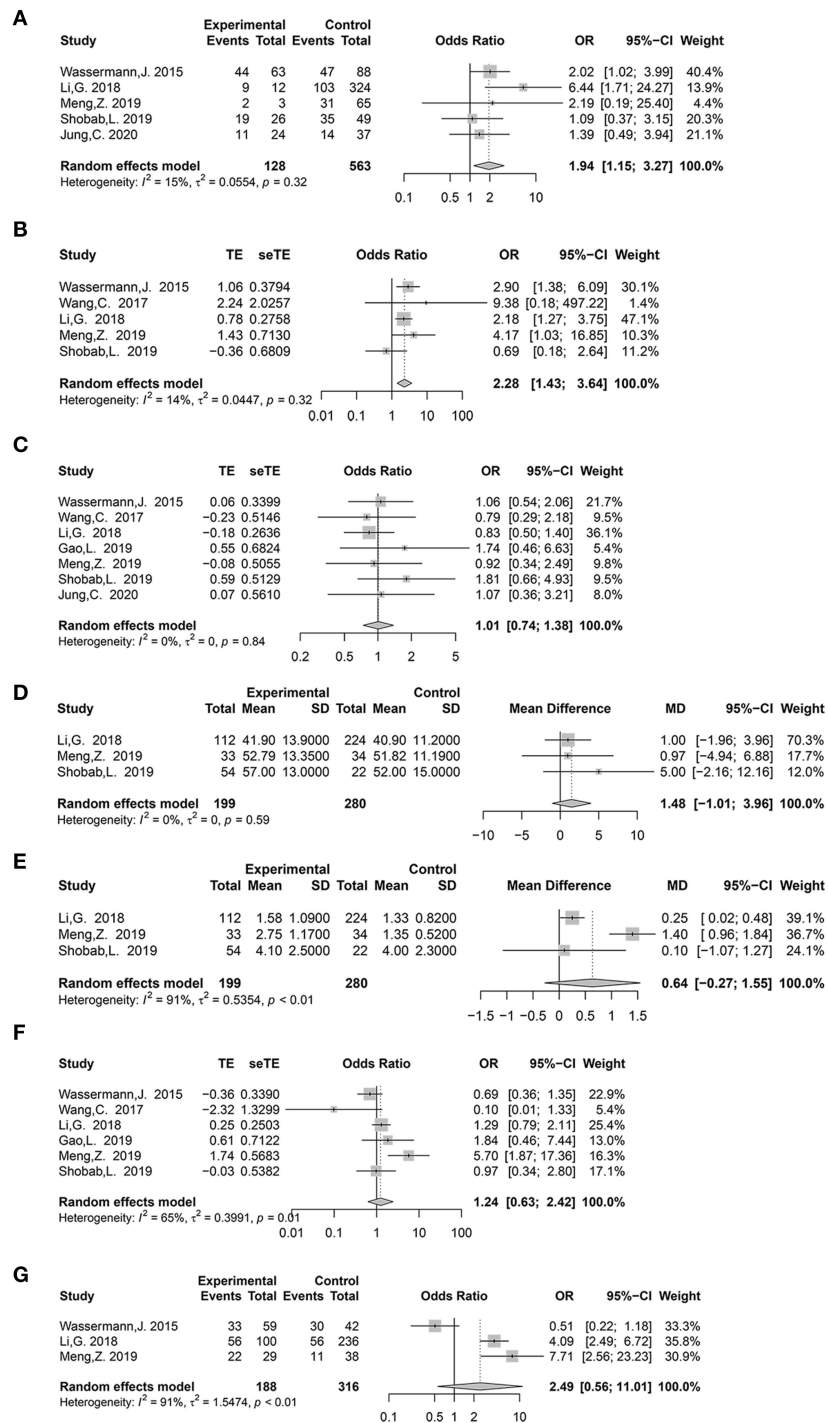 A
Experimental Control
Study Events Total Events Total Odds Ratio OR 95%−CI Weight
Wassermann,J. 2015 44 63 47 88 2.02 [1.02; 3.99] 40.4%
Li,G. 2018 9 12 103 324 6.44 [1.71; 24.27] 13.9%
Meng,Z. 2019 2 3 31 65 2.19 [0.19; 25.40] 4.4%
Shobab,L. 2019 19 26 35 49 1.09 [0.37; 3.15] 20.3%
Jung,C. 2020 11 24 14 37 1.39 [0.49; 3.94] 21.1%
Random effects model 128 563 1.94 [1.15; 3.27] 100.0%
Heterogeneity: I² = 15%, τ² = 0.0554, p = 0.32
0.1 0.5 1 2 10
B
Study TE seTE Odds Ratio OR 95%−CI Weight
Wassermann,J. 2015 1.06 0.3794 2.90 [1.38; 6.09] 30.1%
Wang,C. 2017 2.24 2.0257 9.38 [0.18; 497.22] 1.4%
Li,G. 2018 0.78 0.2758 2.18 [1.27; 3.75] 47.1%
Meng,Z. 2019 1.43 0.7130 4.17 [1.03; 16.85] 10.3%
Shobab,L. 2019 −0.36 0.6809 0.69 [0.18; 2.64] 11.2%
Random effects model 2.28 [1.43; 3.64] 100.0%
Heterogeneity: I² = 14%, τ² = 0.0447, p = 0.32
0.01 0.1 1 10 100
C
Study TE seTE Odds Ratio OR 95%−CI Weight
Wassermann,J. 2015 0.06 0.3399 1.06 [0.54; 2.06] 21.7%
Wang,C. 2017 −0.23 0.5146 0.79 [0.29; 2.18] 9.5%
Li,G. 2018 −0.18 0.2636 0.83 [0.50; 1.40] 36.1%
Gao,L. 2019 0.55 0.6824 1.74 [0.46; 6.63] 5.4%
Meng,Z. 2019 −0.08 0.5055 0.92 [0.34; 2.49] 9.8%
Shobab,L. 2019 0.59 0.5129 1.81 [0.66; 4.93] 9.5%
Jung,C. 2020 0.07 0.5610 1.07 [0.36; 3.21] 8.0%
Random effects model 1.01 [0.74; 1.38] 100.0%
Heterogeneity: I² = 0%, τ² = 0, p = 0.84
0.2 0.5 1 2 5
D
Experimental Control
Study Total Mean SD Total Mean SD Mean Difference MD 95%−CI Weight
Li,G. 2018 112 41.90 13.9000 224 40.90 11.2000 1.00 [−1.96; 3.96] 70.3%
Meng,Z. 2019 33 52.79 13.3500 34 51.82 11.1900 0.97 [−4.94; 6.88] 17.7%
Shobab,L. 2019 54 57.00 13.0000 22 52.00 15.0000 5.00 [−2.16; 12.16] 12.0%
Random effects model 199 280 1.48 [−1.01; 3.96] 100.0%
Heterogeneity: I² = 0%, τ² = 0, p = 0.59
−10 −5 0 5 10
E
Experimental Control
Study Total Mean SD Total Mean SD Mean Difference MD 95%−CI Weight
Li,G. 2018 112 1.58 1.0900 224 1.33 0.8200 0.25 [ 0.02; 0.48] 39.1%
Meng,Z. 2019 33 2.75 1.1700 34 1.35 0.5200 1.40 [ 0.96; 1.84] 36.7%
Shobab,L. 2019 54 4.10 2.5000 22 4.00 2.3000 0.10 [−1.07; 1.27] 24.1%
Random effects model 199 280 0.64 [−0.27; 1.55] 100.0%
Heterogeneity: I² = 91%, τ² = 0.5354, p < 0.01
−1.5 −1 −0.5 0 0.5 1 1.5
F
Study TE seTE Odds Ratio OR 95%−CI Weight
Wassermann,J. 2015 −0.36 0.3390 0.69 [0.36; 1.35] 22.9%
Wang,C. 2017 −2.32 1.3299 0.10 [0.01; 1.33] 5.4%
Li,G. 2018 0.25 0.2503 1.29 [0.79; 2.11] 25.4%
Gao,L. 2019 0.61 0.7122 1.84 [0.46; 7.44] 13.0%
Meng,Z. 2019 1.74 0.5683 5.70 [1.87; 17.36] 16.3%
Shobab,L. 2019 −0.03 0.5382 0.97 [0.34; 2.80] 17.1%
Random effects model 1.24 [0.63; 2.42] 100.0%
Heterogeneity: I² = 65%, τ² = 0.3991, p = 0.01
0.01 0.1 1 10 100
G
Experimental Control
Study Events Total Events Total Odds Ratio OR 95%−CI Weight
Wassermann,J. 2015 33 59 30 42 0.51 [0.22; 1.18] 33.3%
Li,G. 2018 56 100 56 236 4.09 [2.49; 6.72] 35.8%
Meng,Z. 2019 22 29 11 38 7.71 [2.56; 23.23] 30.9%
Random effects model 188 316 2.49 [0.56; 11.01] 100.0%
Heterogeneity: I² = 91%, τ² = 1.5474, p < 0.01
0.1 0.5 1 2 10